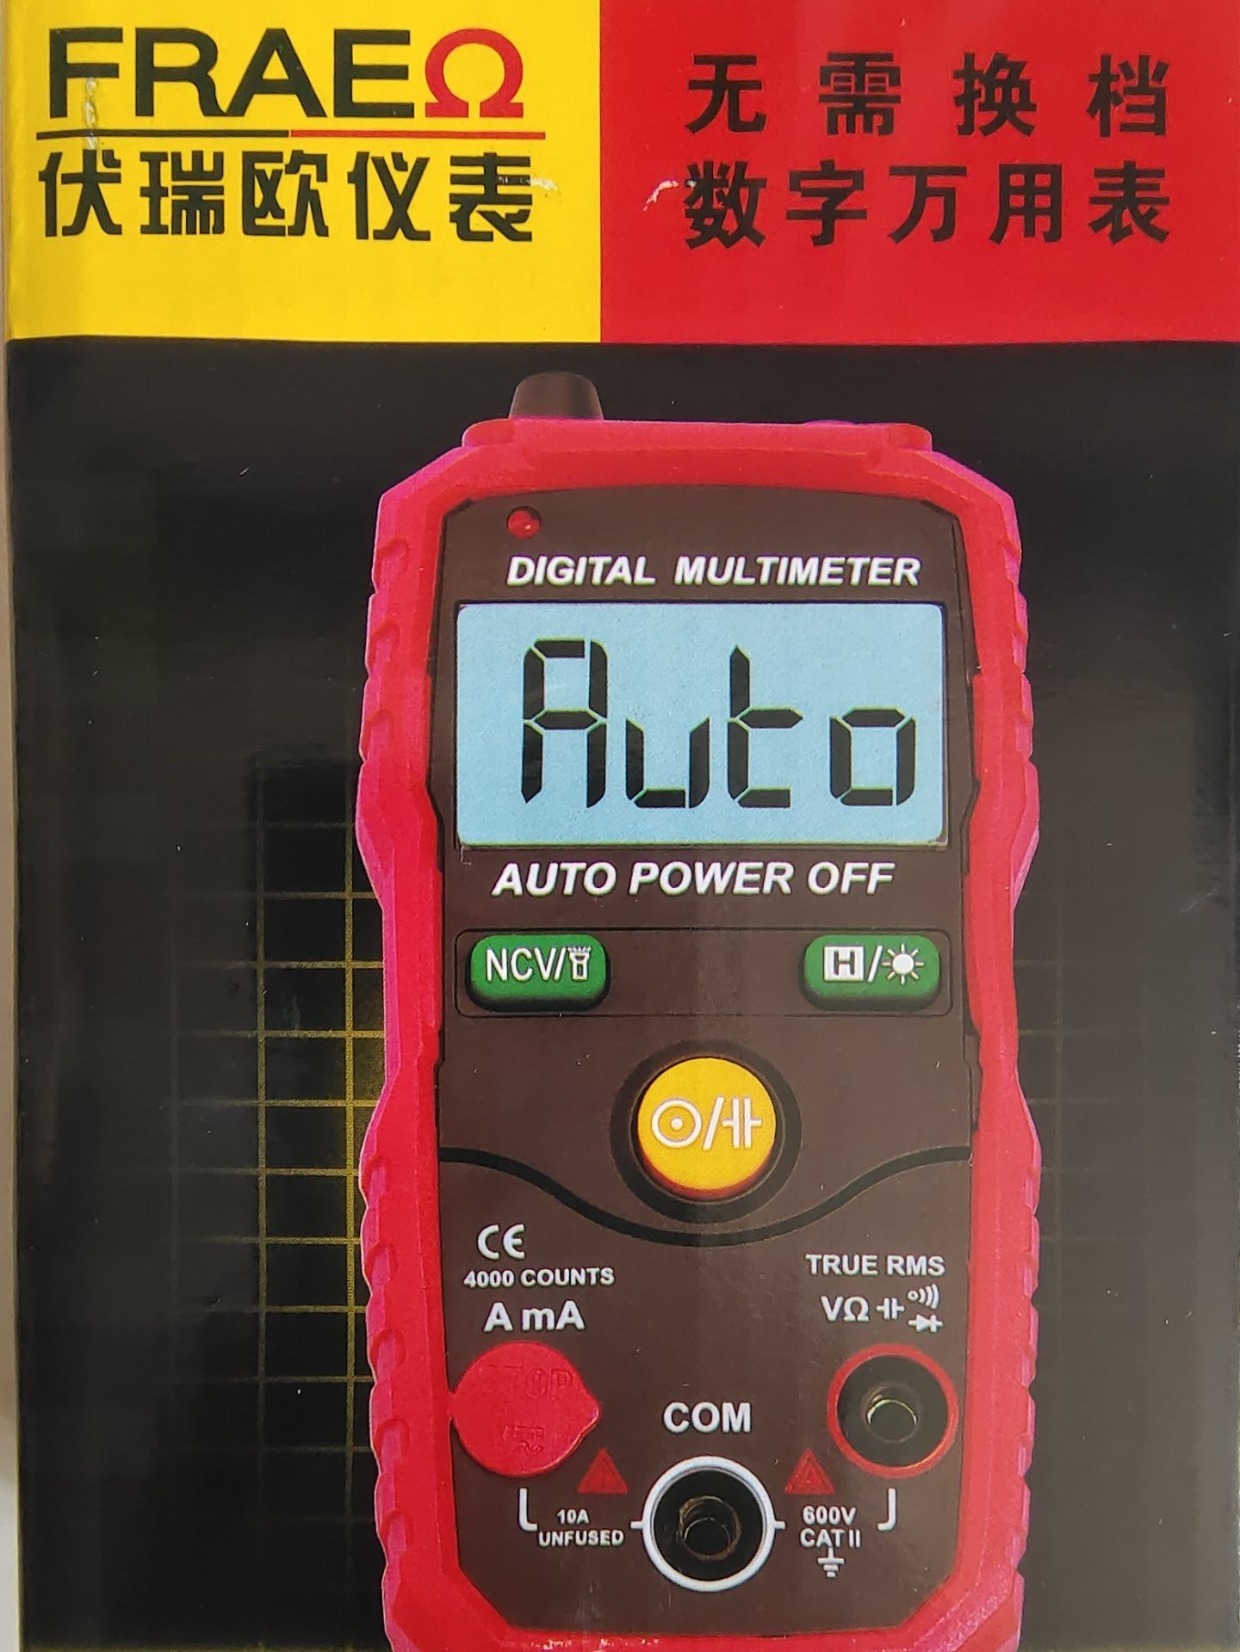 FRAEΩ
伏瑞欧仪表
无需换档
数字万用表
DIGITAL MULTIMETER
Auto
AUTO POWER OFF
NCV/
H/
CE
4000 COUNTS
A mA
TRUE RMS
VΩ
STOP
COM
10A
UNFUSED
600V
CAT II